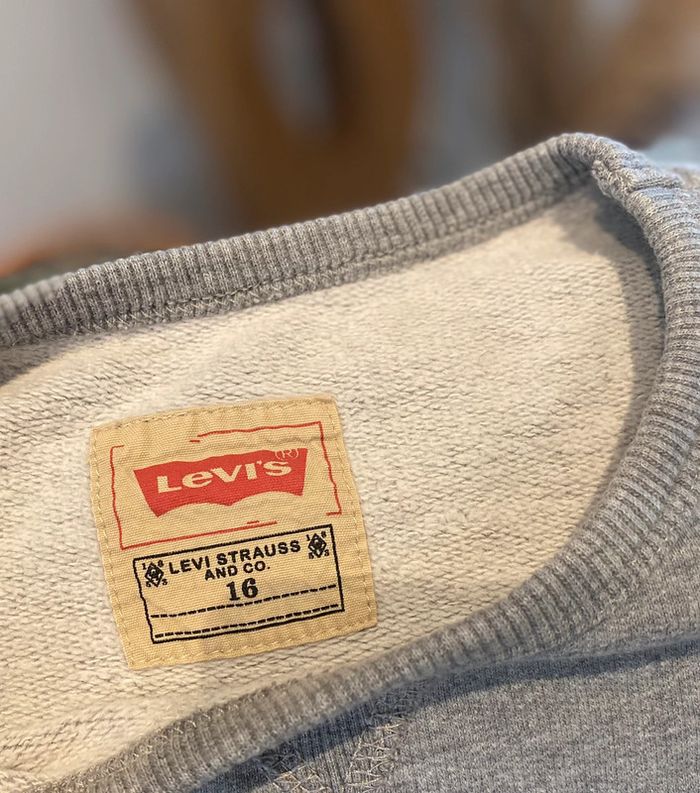 Levi's®
LEVI STRAUSS
AND CO.
16